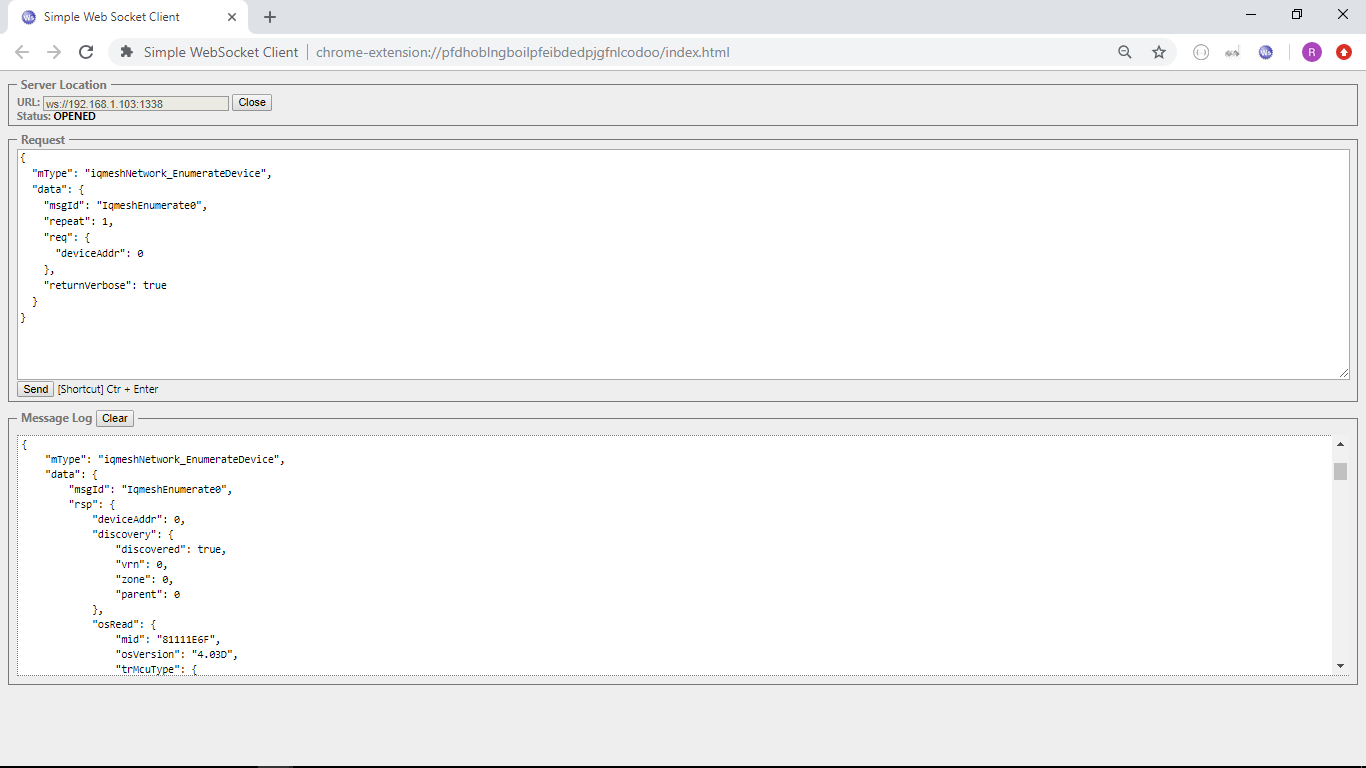 Simple Web Socket Client
Simple WebSocket Client chrome-extension://pfdhoblngboilpfeibdedpjgfnlcodoo/index.html
Ws
R
Server Location
URL: ws://192.168.1.103:1338 Close
Status: OPENED
Request
{
  "mType": "iqmeshNetwork_EnumerateDevice",
  "data": {
    "msgId": "IqmeshEnumerate0",
    "repeat": 1,
    "req": {
      "deviceAddr": 0
    },
    "returnVerbose": true
  }
}
Send [Shortcut] Ctr + Enter
Message Log Clear
{
    "mType": "iqmeshNetwork_EnumerateDevice",
    "data": {
        "msgId": "IqmeshEnumerate0",
        "rsp": {
            "deviceAddr": 0,
            "discovery": {
                "discovered": true,
                "vrn": 0,
                "zone": 0,
                "parent": 0
            },
            "osRead": {
                "mid": "81111E6F",
                "osVersion": "4.03D",
                "trMcuType": {